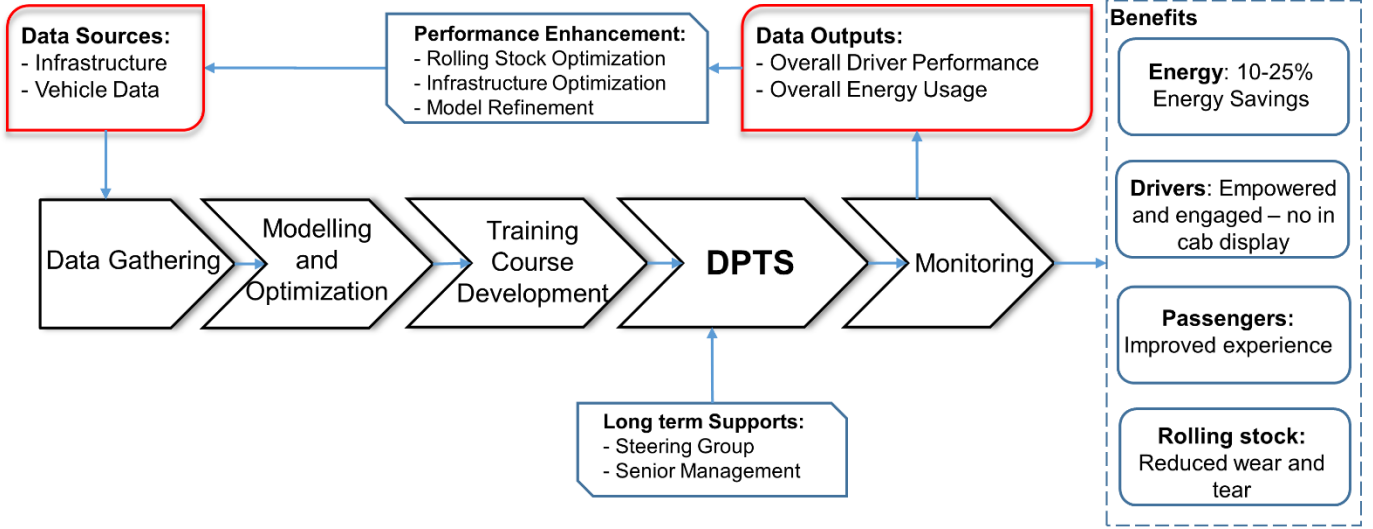 Data Sources:
- Infrastructure
- Vehicle Data
Performance Enhancement:
- Rolling Stock Optimization
- Infrastructure Optimization
- Model Refinement
Data Outputs:
- Overall Driver Performance
- Overall Energy Usage
Data Gathering
Modelling
and
Optimization
Training
Course
Development
DPTS
Monitoring
Long term Supports:
- Steering Group
- Senior Management
Benefits
Energy: 10-25%
Energy Savings
Drivers: Empowered
and engaged – no in
cab display
Passengers:
Improved experience
Rolling stock:
Reduced wear and
tear